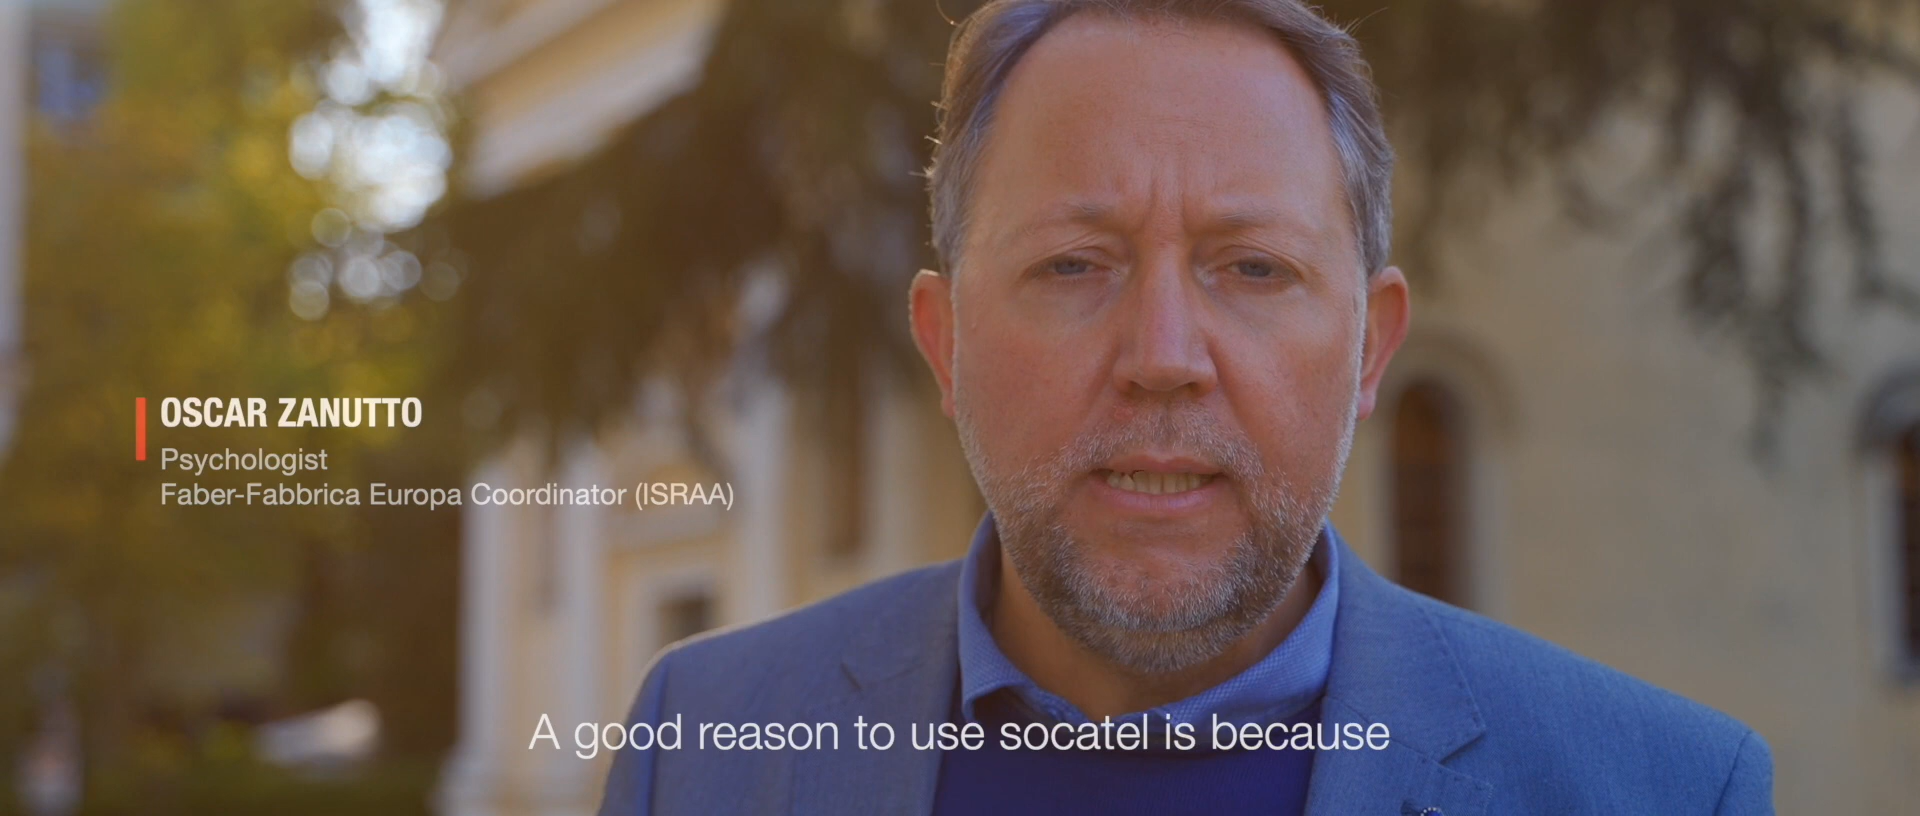 OSCAR ZANUTTO
Psychologist
Faber-Fabbrica Europa Coordinator (ISRAA)
A good reason to use socatel is because